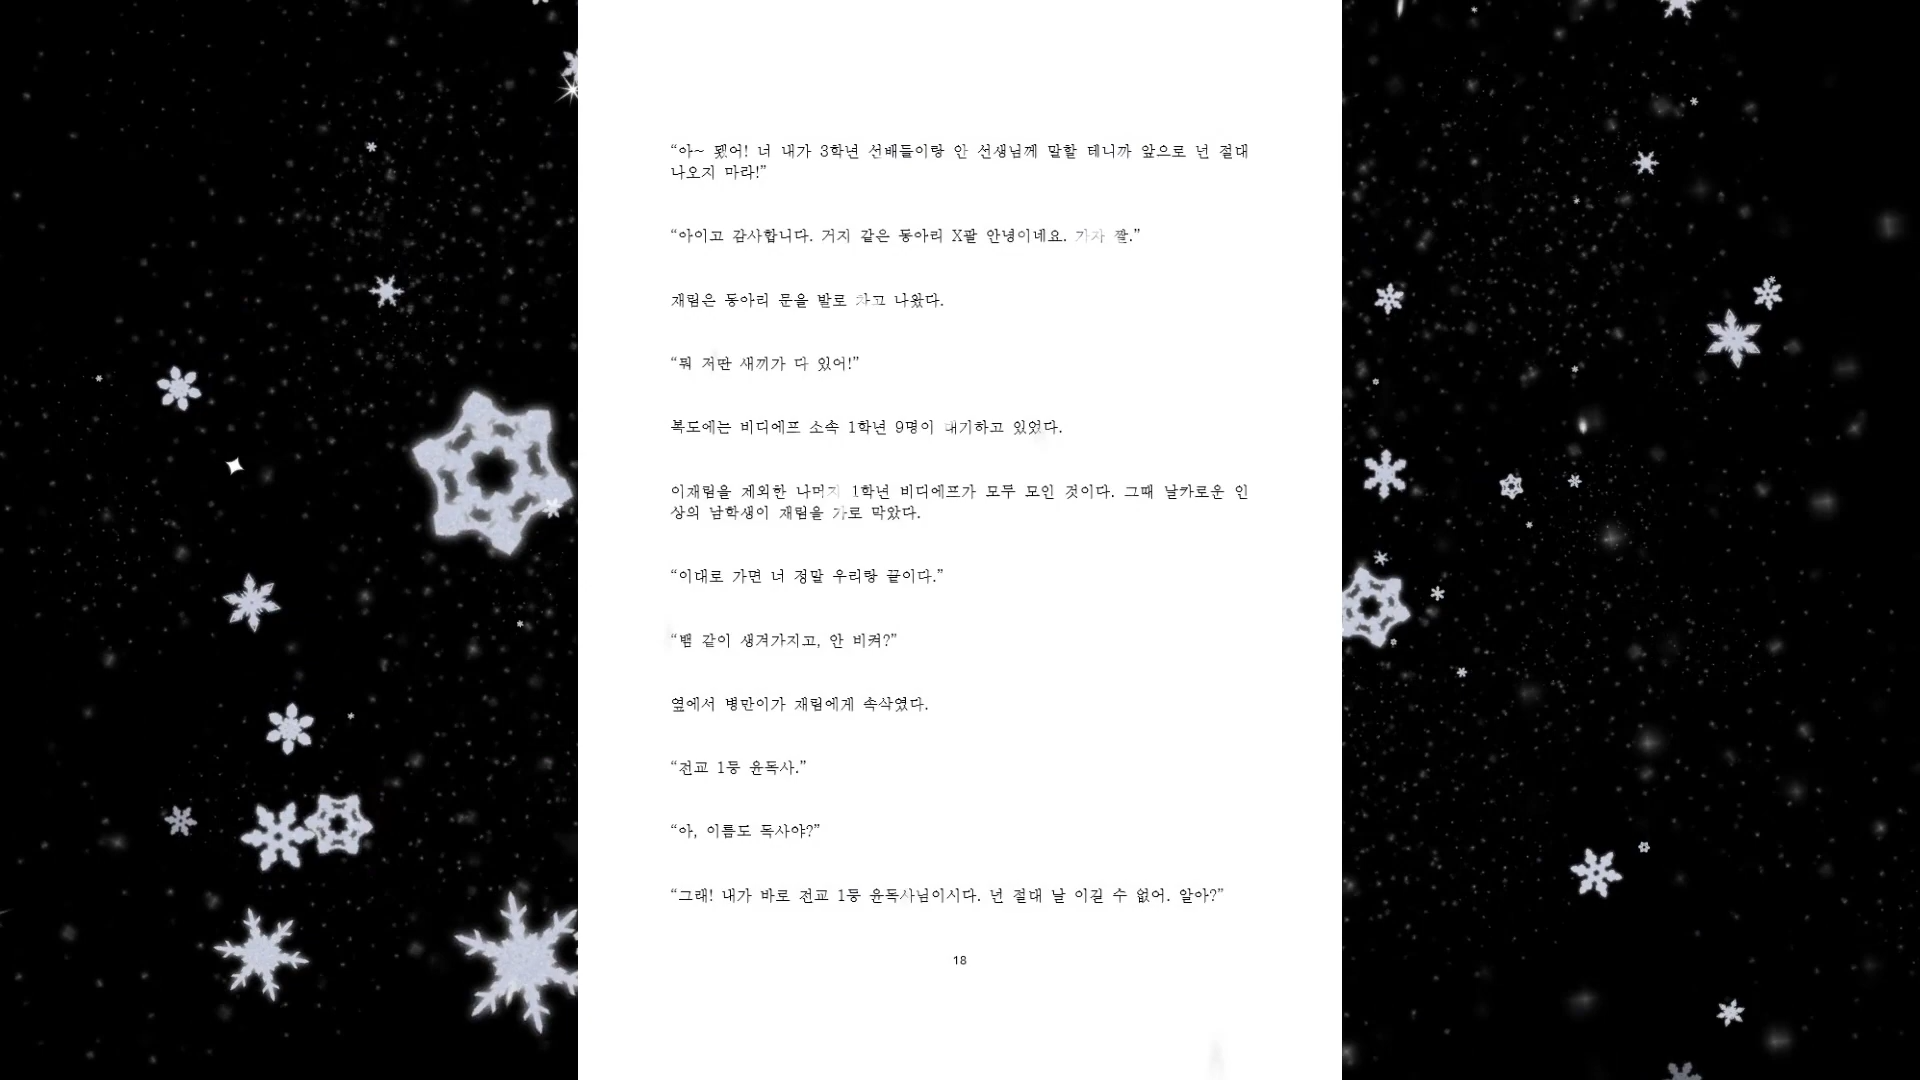 “아~ 됐어! 너 내가 3학년 선배들이랑 안 선생님께 말할 테니까 앞으로 넌 절대
나오지 마라!”
“아이고 감사합니다. 거지 같은 동아리 X팔 안녕이네요. 가자 짤.”
재림은 동아리 문을 발로 차고 나왔다.
“뭐 저딴 새끼가 다 있어!”
복도에는 비디에프 소속 1학년 9명이 대기하고 있었다.
이재림을 제외한 나머지 1학년 비디에프가 모두 모인 것이다. 그때 날카로운 인
상의 남학생이 재림을 가로 막았다.
“이대로 가면 너 정말 우리랑 끝이다.”
“뱀 같이 생겨가지고, 안 비켜?”
옆에서 병만이가 재림에게 속삭였다.
“전교 1등 윤독사.”
“아, 이름도 독사야?”
“그래! 내가 바로 전교 1등 윤독사님이시다. 넌 절대 날 이길 수 없어. 알아?”
18